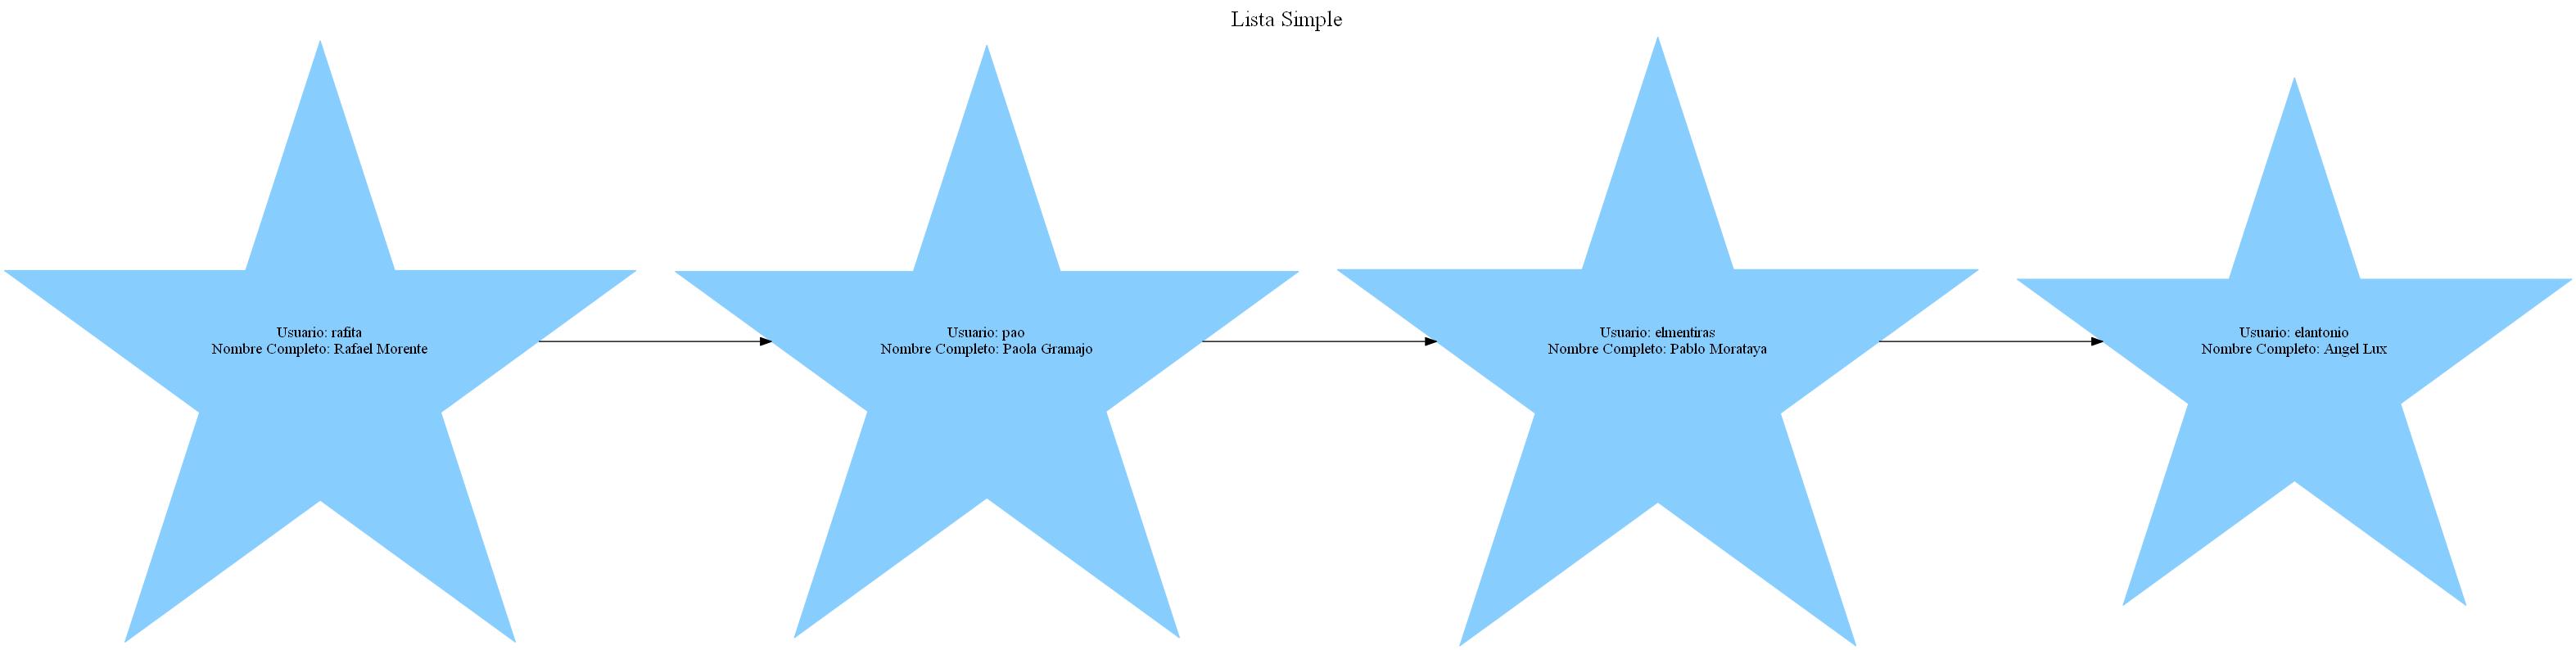 Lista Simple
Usuario: rafita
Nombre Completo: Rafael Morente
Usuario: pao
Nombre Completo: Paola Gramajo
Usuario: elmentiras
Nombre Completo: Pablo Morataya
Usuario: elantonio
Nombre Completo: Angel Lux